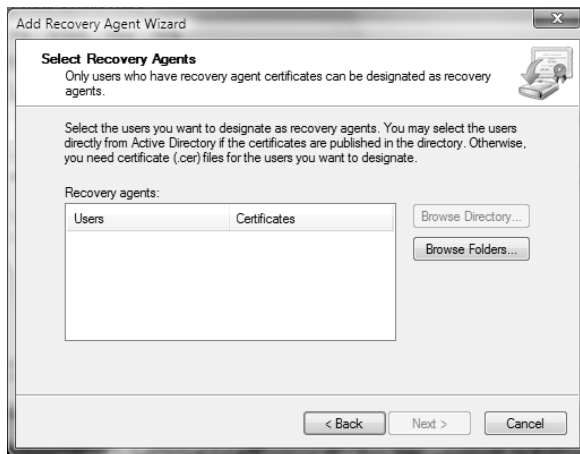 Add Recovery Agent Wizard
Select Recovery Agents
Only users who have recovery agent certificates can be designated as recovery
agents.
Select the users you want to designate as recovery agents. You may select the users
directly from Active Directory if the certificates are published in the directory. Otherwise,
you need certificate (.cer) files for the users you want to designate.
Recovery agents:
Users Certificates
Browse Directory...
Browse Folders...
< Back Next > Cancel